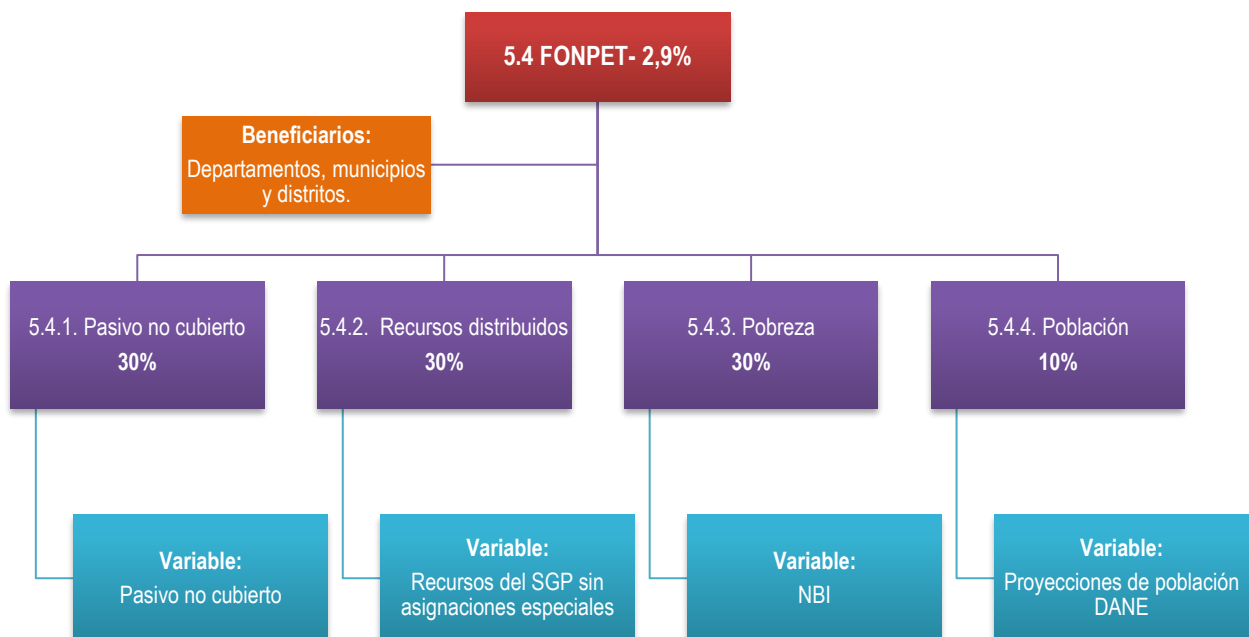 5.4 FONPET- 2,9%
Beneficiarios:
Departamentos, municipios
y distritos.
5.4.1. Pasivo no cubierto
30%
5.4.2. Recursos distribuidos
30%
5.4.3. Pobreza
30%
5.4.4. Población
10%
Variable:
Pasivo no cubierto
Variable:
Recursos del SGP sin
asignaciones especiales
Variable:
NBI
Variable:
Proyecciones de población
DANE